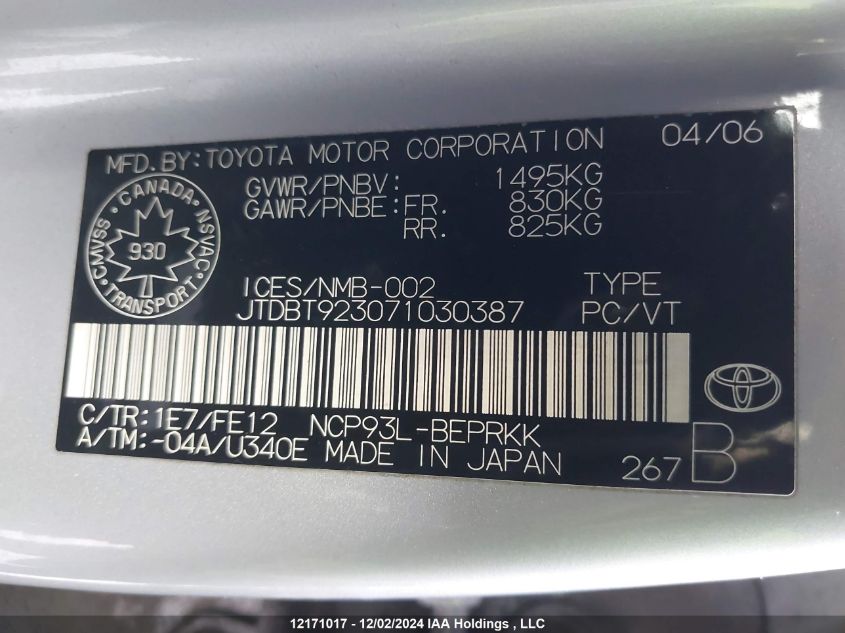 MFD.BY:TOYOTA MOTOR CORPORATION 04/06
GVWR/PNBV: 1495KG
GAWR/PNBE:FR. 830KG
RR. 825KG
CANADA
CMVSS NSVAC
930
TRANSPORT
ICES/NMB-002 TYPE
JTDBT923071030387 PC/VT
C/TR:1E7/FE12 NCP93L-BEPRKK
A/TM:-04A/U340E MADE IN JAPAN 267 B
12171017 - 12/02/2024 IAA Holdings , LLC